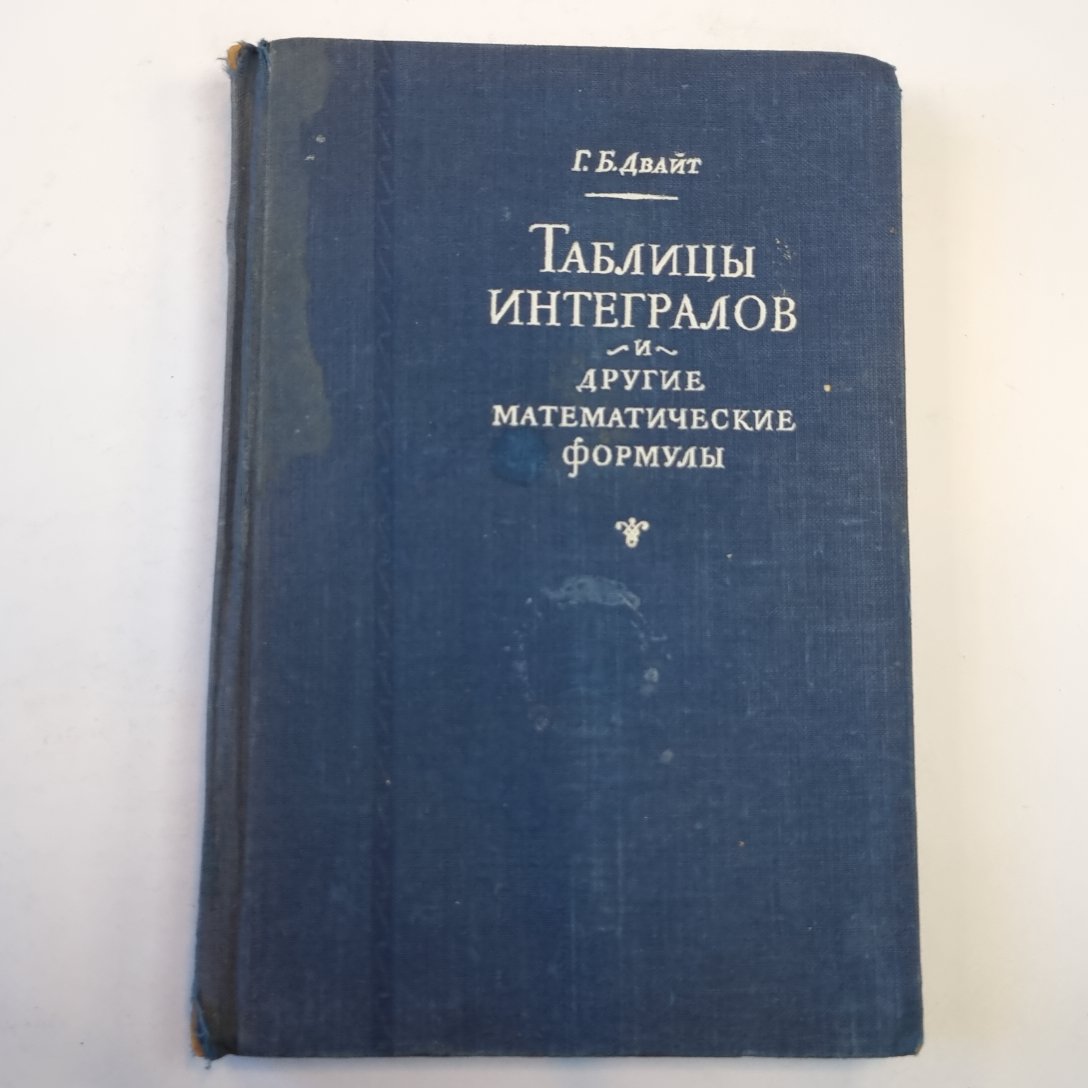 Г. Б. Двайт
Таблицы
интегралов
и
другие
математические
формулы